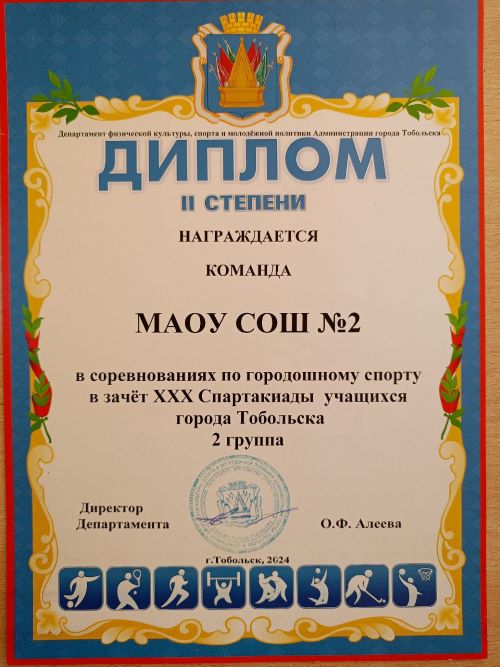 Департамент физической культуры, спорта и молодёжной политики Администрации города Тобольска
ДИПЛОМ
II СТЕПЕНИ
НАГРАЖДАЕТСЯ
КОМАНДА
МАОУ СОШ №2
в соревнованиях по городошному спорту
в зачёт XXX Спартакиады учащихся
города Тобольска
2 группа
Директор
Департамента
О.Ф. Алеева
г.Тобольск, 2024